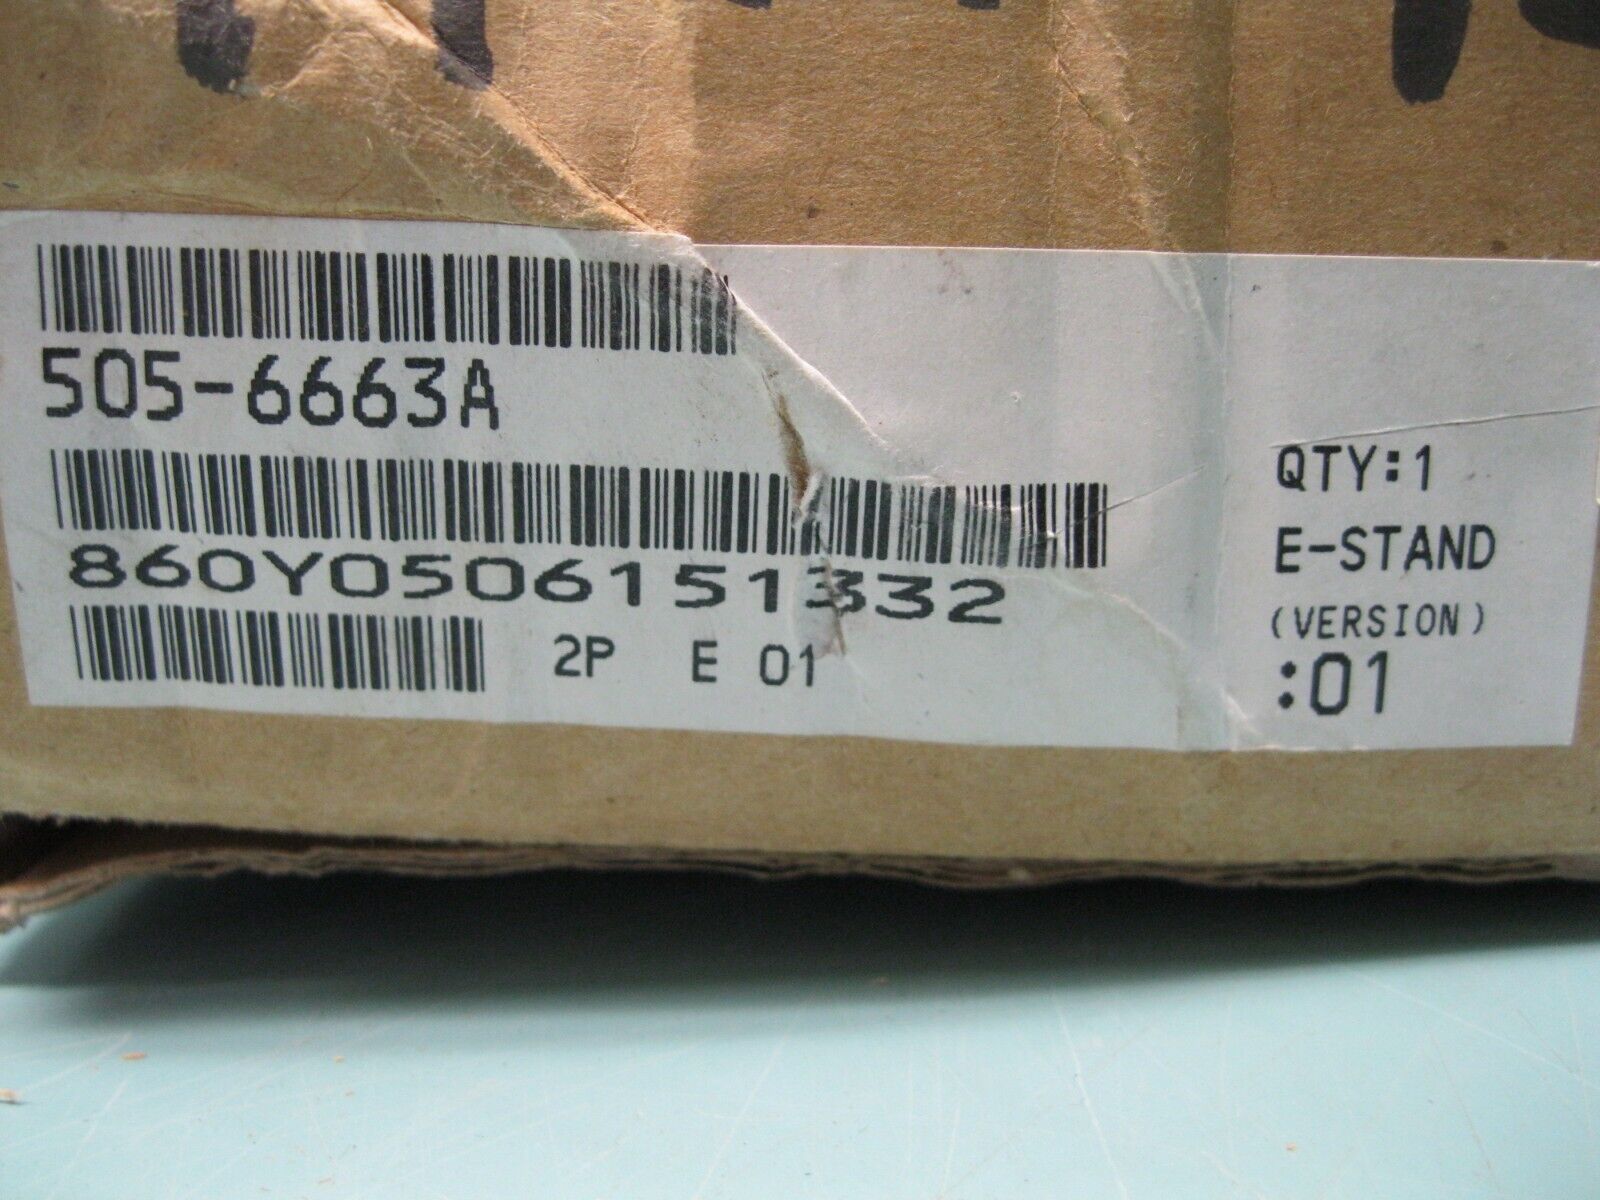 505-6663A
860Y0506151332
2P E 01
QTY:1
E-STAND
(VERSION)
:01